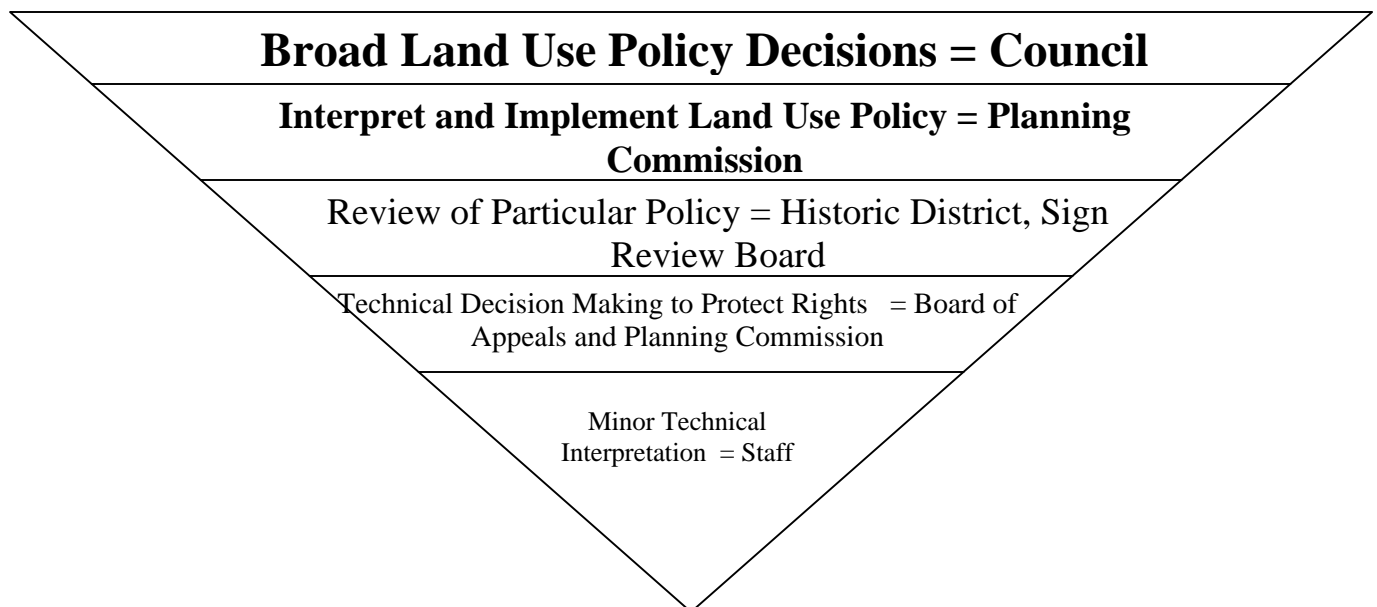 Broad Land Use Policy Decisions = Council
Interpret and Implement Land Use Policy = Planning
Commission
Review of Particular Policy = Historic District, Sign
Review Board
Technical Decision Making to Protect Rights = Board of
Appeals and Planning Commission
Minor Technical
Interpretation = Staff